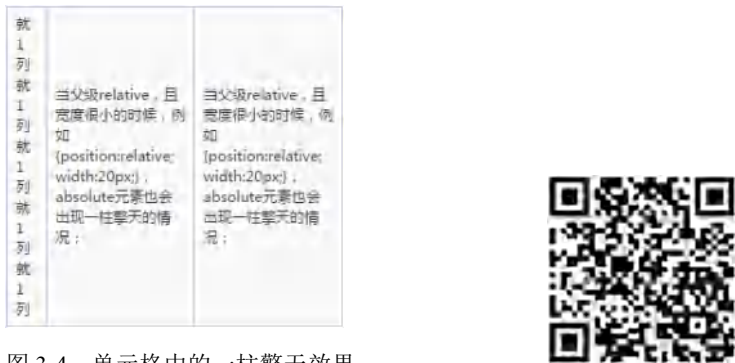 就
1
列
就
1
列
就
1
列
就
1
列
就
1
列
当父级relative，且
宽度很小的时候，例
如
{position:relative;
width:20px;}，
absolute元素也会
出现一柱擎天的情
况；
当父级relative，且
宽度很小的时候，例
如
{position:relative;
width:20px;}，
absolute元素也会
出现一柱擎天的情
况；
图 3-4 单元格中的一柱擎天效果